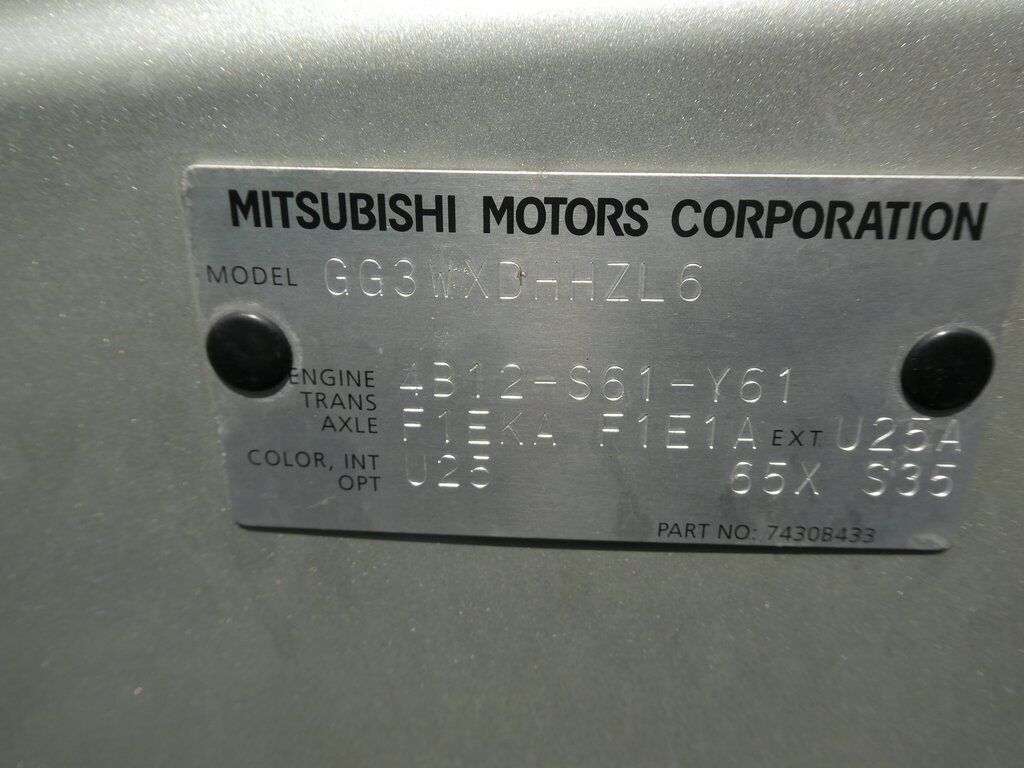 MITSUBISHI MOTORS CORPORATION
MODEL GG3WXDHHZL6
ENGINE 4B12-S61-Y61
TRANS
AXLE F1EKA F1E1A EXT U25A
COLOR, INT U25 65X S35
OPT
PART NO: 7430B433